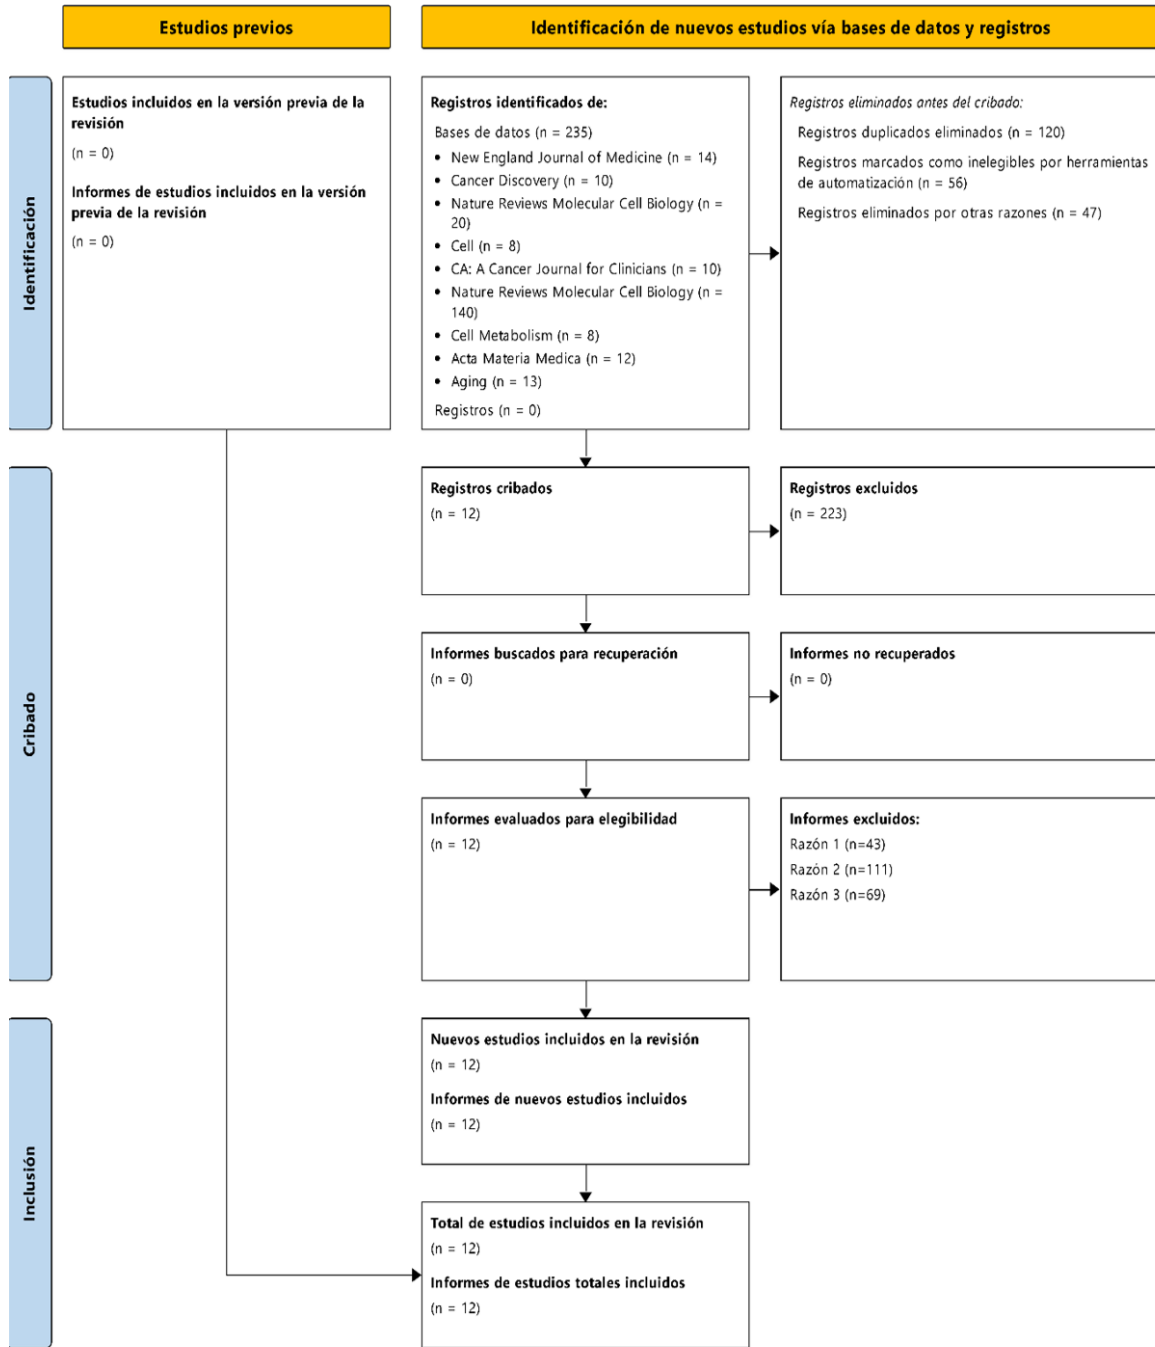 Estudios previos
Identificación de nuevos estudios vía bases de datos y registros
Identificación
Estudios incluidos en la versión previa de la
revisión
(n = 0)
Informes de estudios incluidos en la versión
previa de la revisión
(n = 0)
Registros identificados de:
Bases de datos (n = 235)
• New England Journal of Medicine (n = 14)
• Cancer Discovery (n = 10)
• Nature Reviews Molecular Cell Biology (n =
20)
• Cell (n = 8)
• CA: A Cancer Journal for Clinicians (n = 10)
• Nature Reviews Molecular Cell Biology (n =
140)
• Cell Metabolism (n = 8)
• Acta Materia Medica (n = 12)
• Aging (n = 13)
Registros (n = 0)
Registros eliminados antes del cribado:
Registros duplicados eliminados (n = 120)
Registros marcados como inelegibles por herramientas
de automatización (n = 56)
Registros eliminados por otras razones (n = 47)
Cribado
Registros cribados
(n = 12)
Registros excluidos
(n = 223)
Informes buscados para recuperación
(n = 0)
Informes no recuperados
(n = 0)
Informes evaluados para elegibilidad
(n = 12)
Informes excluidos:
Razón 1 (n=43)
Razón 2 (n=111)
Razón 3 (n=69)
Inclusión
Nuevos estudios incluidos en la revisión
(n = 12)
Informes de nuevos estudios incluidos
(n = 12)
Total de estudios incluidos en la revisión
(n = 12)
Informes de estudios totales incluidos
(n = 12)